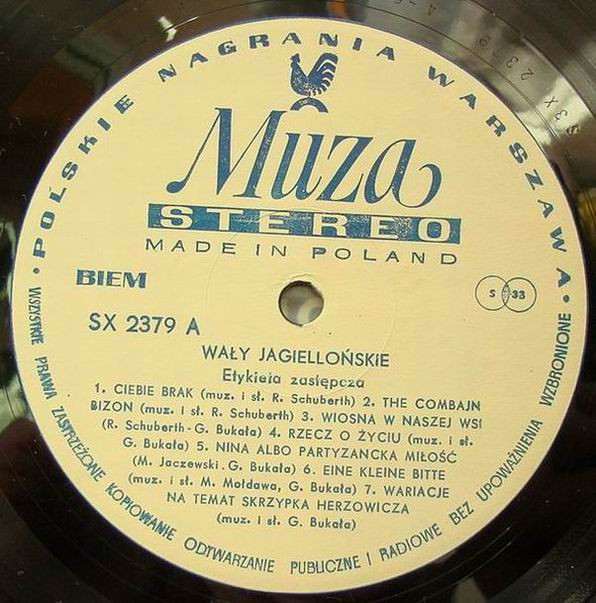 POLSKIE NAGRANIA WARSZAWA
Muza
STEREO
MADE IN POLAND
BIEM
S 33
SX 2379 A
WAŁY JAGIELLOŃSKIE
Etykieta zastępcza
1. CIEBIE BRAK (muz. i sł. R. Schuberth) 2. THE COMBAJN
BIZON (muz. i sł. R. Schuberth) 3. WIOSNA W NASZEJ WSI
(R. Schuberth - G. Bukała) 4. RZECZ O ŻYCIU (muz. i sł.
G. Bukała) 5. NINA ALBO PARTYZANCKA MIŁOŚĆ
(M. Jaczewski - G. Bukała) 6. EINE KLEINE BITTE
(muz. i sł. M. Mołdawa, G. Bukała) 7. WARIACJE
NA TEMAT SKRZYPKA HERZOWICZA
(muz. i sł. G. Bukała)
WSZYSTKIE PRAWA ZASTRZEŻONE KOPIOWANIE ODTWARZANIE PUBLICZNE I RADIOWE BEZ UPOWAŻNIENIA WZBRONIONE